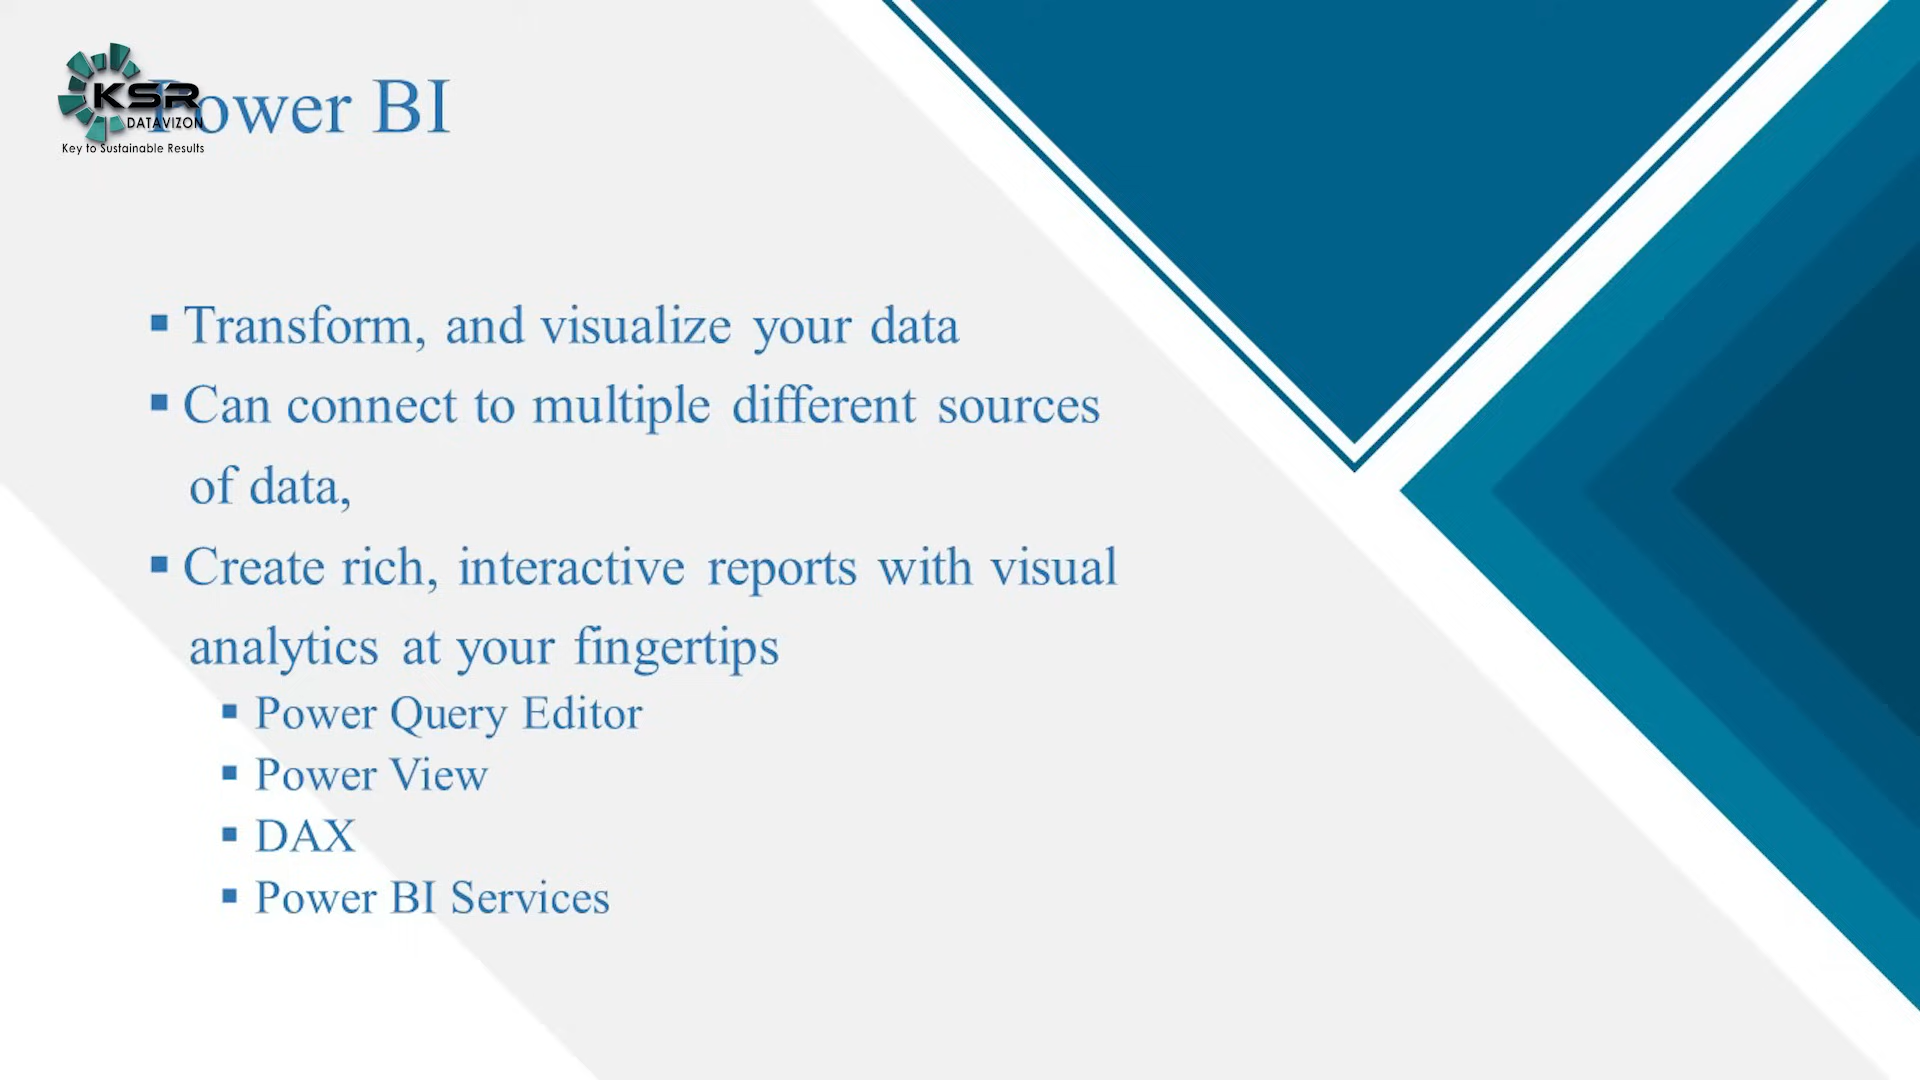 KSR
DATAVIZON
Key to Sustainable Results
Power BI
▪ Transform, and visualize your data
▪ Can connect to multiple different sources
of data,
▪ Create rich, interactive reports with visual
analytics at your fingertips
▪ Power Query Editor
▪ Power View
▪ DAX
▪ Power BI Services